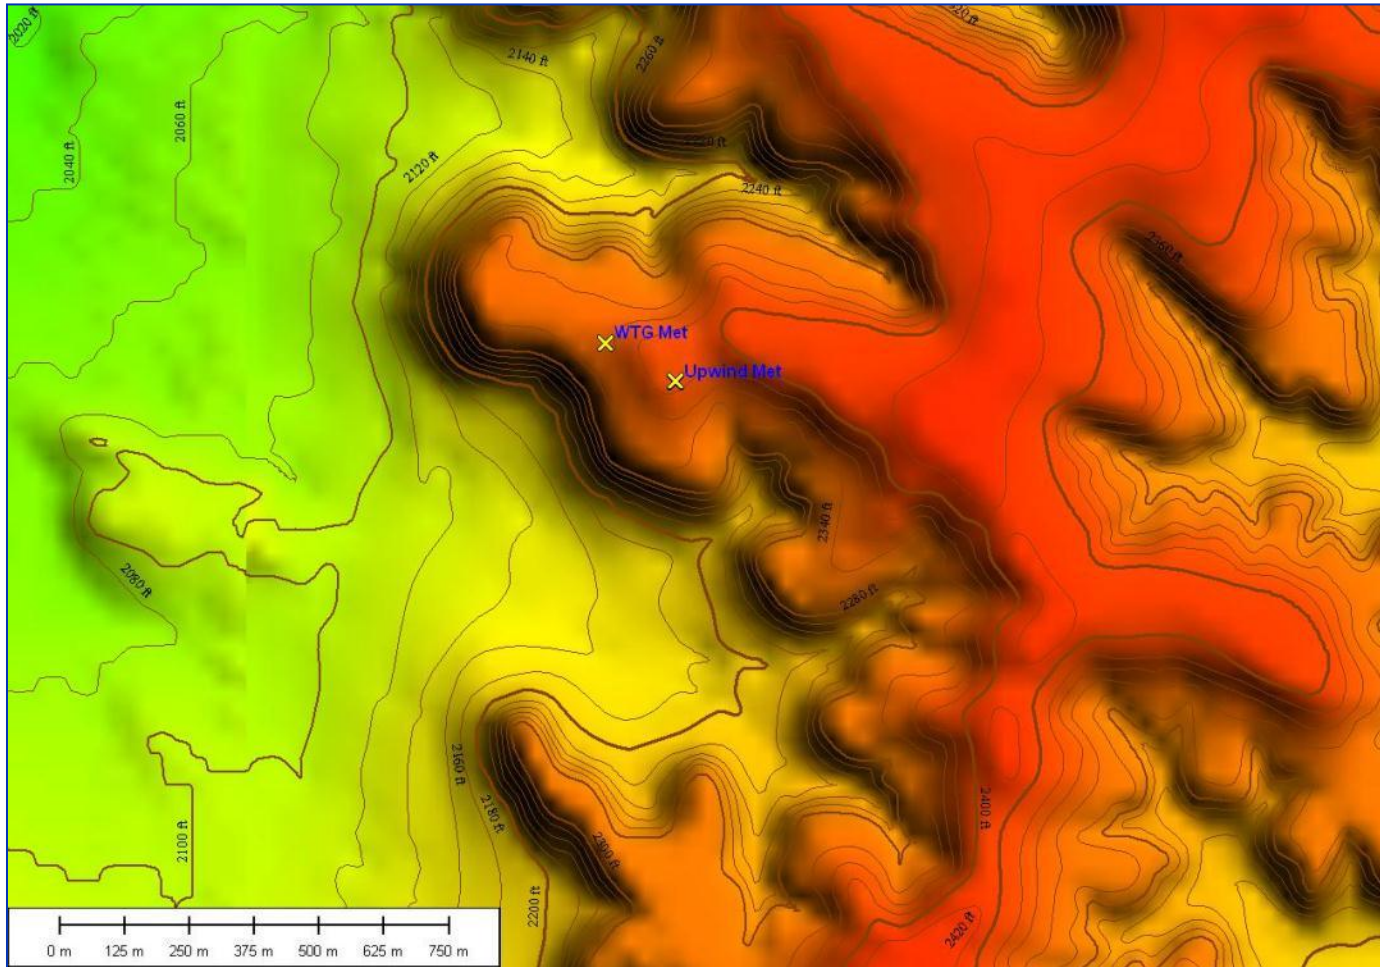 2020 ft
2140 ft
2260 ft
2060 ft
2040 ft
2120 ft
2240 ft
2360 ft
WTG Met
Upwind Met
2340 ft
2080 ft
2280 ft
2160 ft
2180 ft
2400 ft
2100 ft
2300 ft
2200 ft
2420 ft
0 m 125 m 250 m 375 m 500 m 625 m 750 m